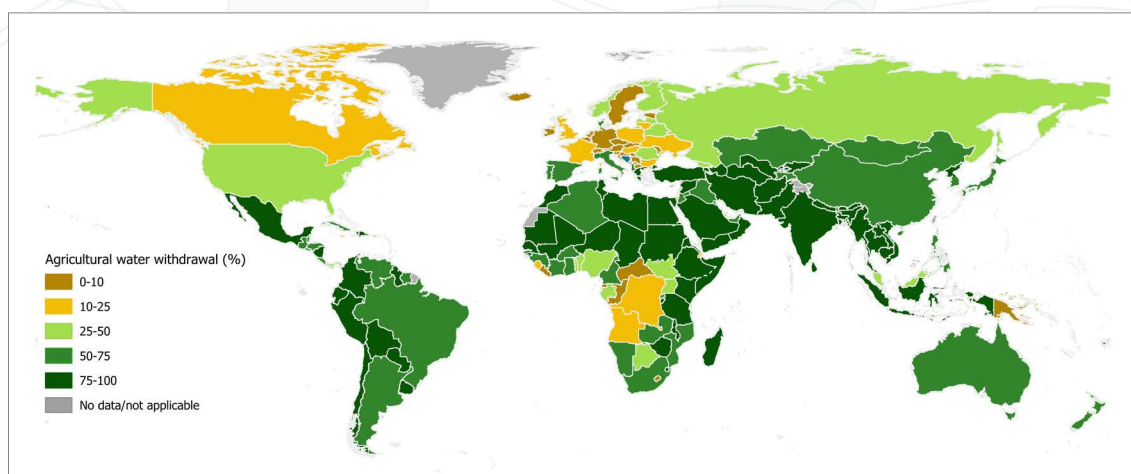 Agricultural water withdrawal (%)
0-10
10-25
25-50
50-75
75-100
No data/not applicable